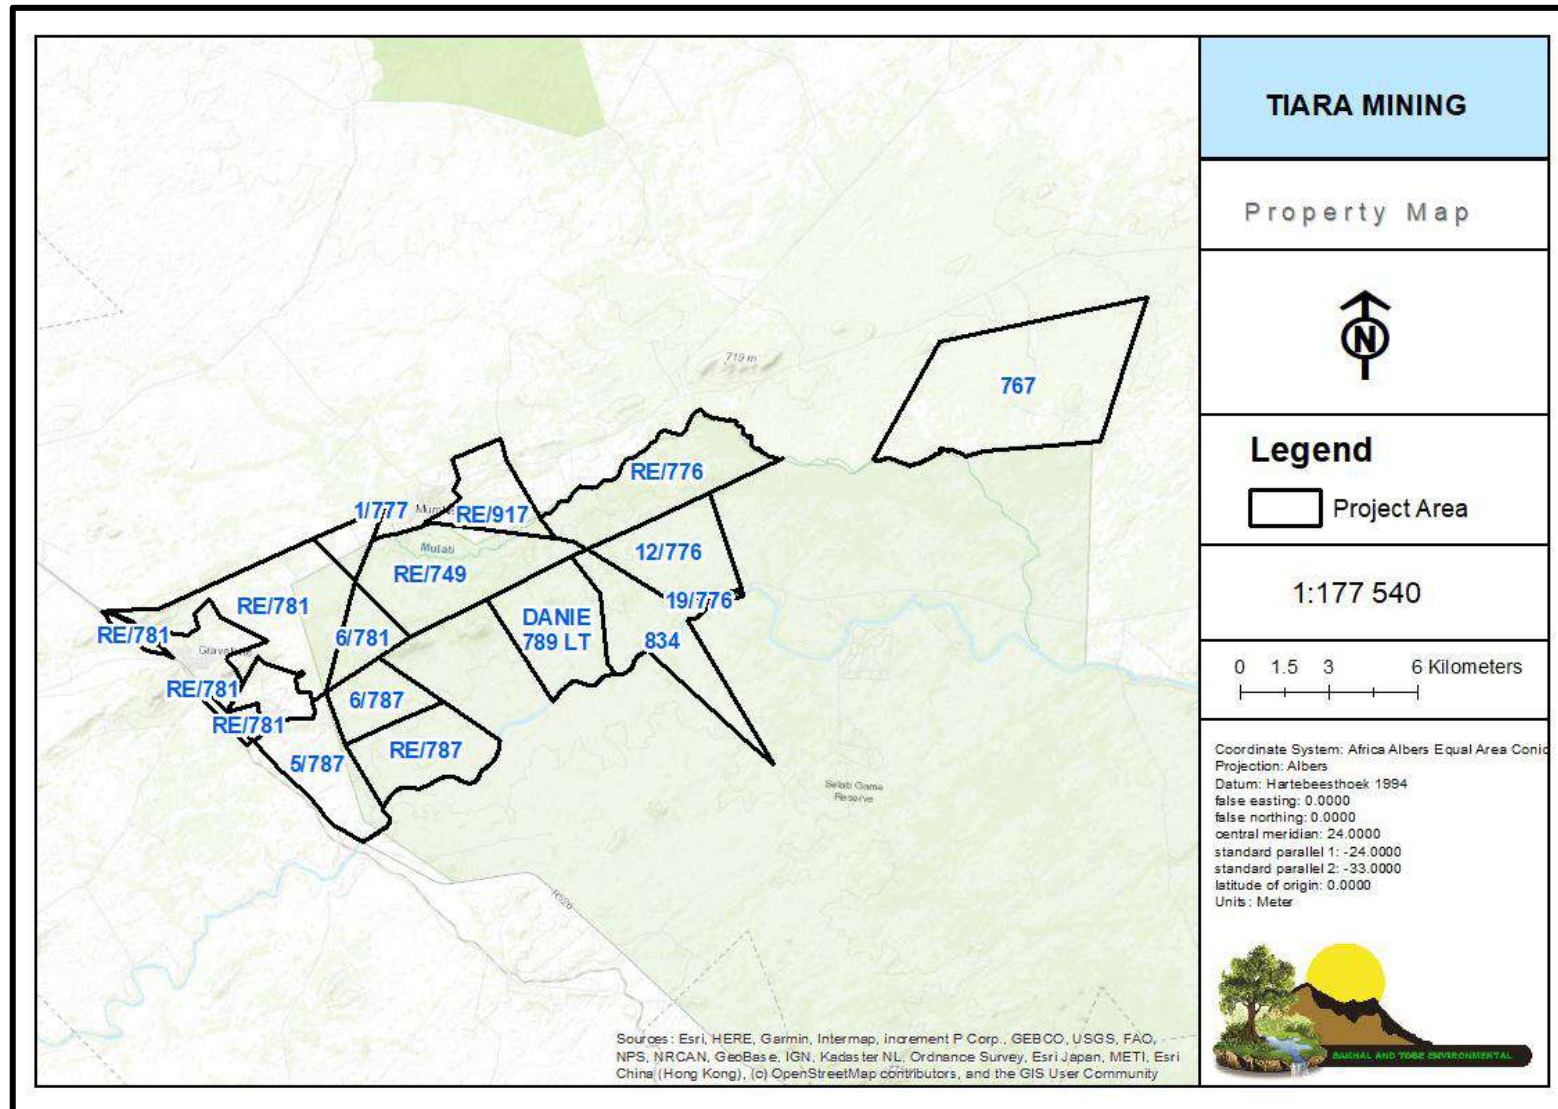 TIARA MINING
Property Map
N
Legend
Project Area
1:177 540
0 1.5 3 6 Kilometers
Coordinate System: Africa Albers Equal Area Conic
Projection: Albers
Datum: Hartebeesthoek 1994
false easting: 0.0000
false northing: 0.0000
central meridian: 24.0000
standard parallel 1: -24.0000
standard parallel 2: -33.0000
latitude of origin: 0.0000
Units: Meter
BAKHAL AND TOBE ENVIRONMENTAL
719 m
767
RE/776
1/777
RE/917
Mulati
RE/749
12/776
RE/781
19/776
DANIE
789 LT
RE/781
6/781
834
RE/781
6/787
RE/781
RE/787
5/787
Selati Game
Reserve
R526
Sources: Esri, HERE, Garmin, Intermap, increment P Corp., GEBCO, USGS, FAO,
NPS, NRCAN, GeoBase, IGN, Kadaster NL, Ordnance Survey, Esri Japan, METI, Esri
China (Hong Kong), (c) OpenStreetMap contributors, and the GIS User Community